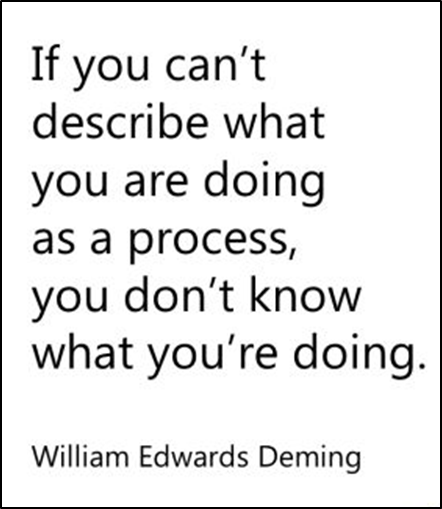 If you can’t
describe what
you are doing
as a process,
you don’t know
what you’re doing.
William Edwards Deming